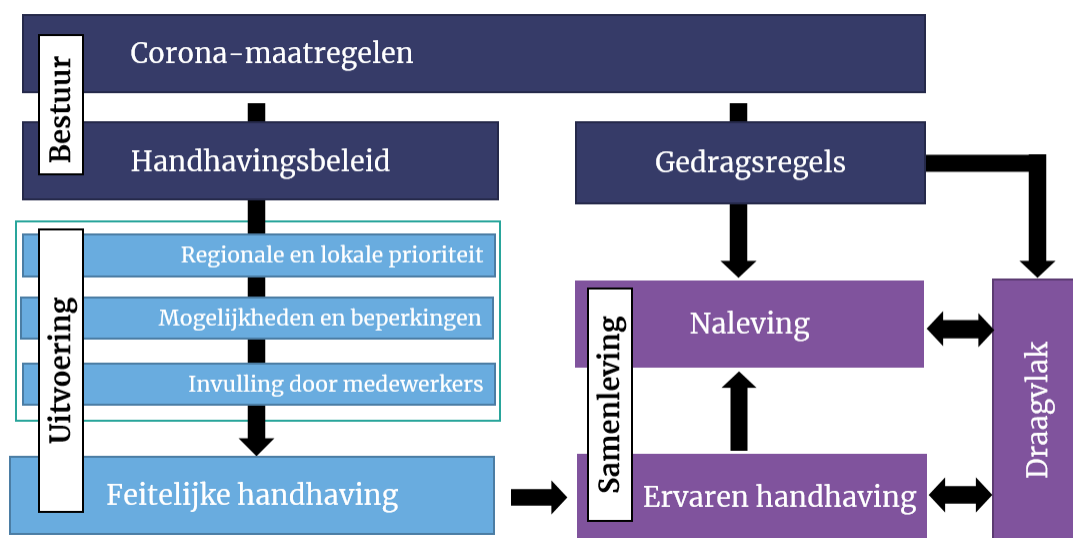 Corona-maatregelen
Bestuur
Handhavingsbeleid
Gedragsregels
Regionale en lokale prioriteit
Mogelijkheden en beperkingen
Invulling door medewerkers
Uitvoering
Feitelijke handhaving
Naleving
Samenleving
Ervaren handhaving
Draagvlak